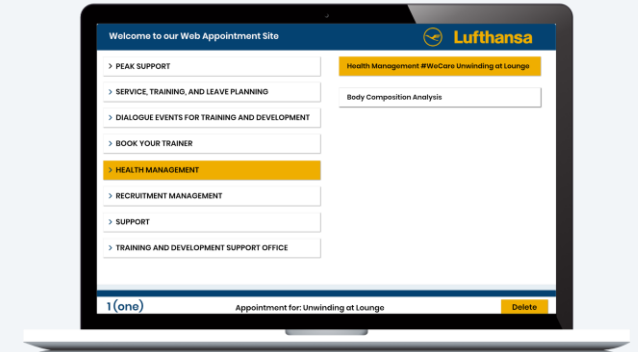 Welcome to our Web Appointment Site
Lufthansa
> PEAK SUPPORT
> SERVICE, TRAINING, AND LEAVE PLANNING
> DIALOGUE EVENTS FOR TRAINING AND DEVELOPMENT
> BOOK YOUR TRAINER
> HEALTH MANAGEMENT
> RECRUITMENT MANAGEMENT
> SUPPORT
> TRAINING AND DEVELOPMENT SUPPORT OFFICE
Health Management #WeCare Unwinding at Lounge
Body Composition Analysis
1 (one)
Appointment for: Unwinding at Lounge
Delete